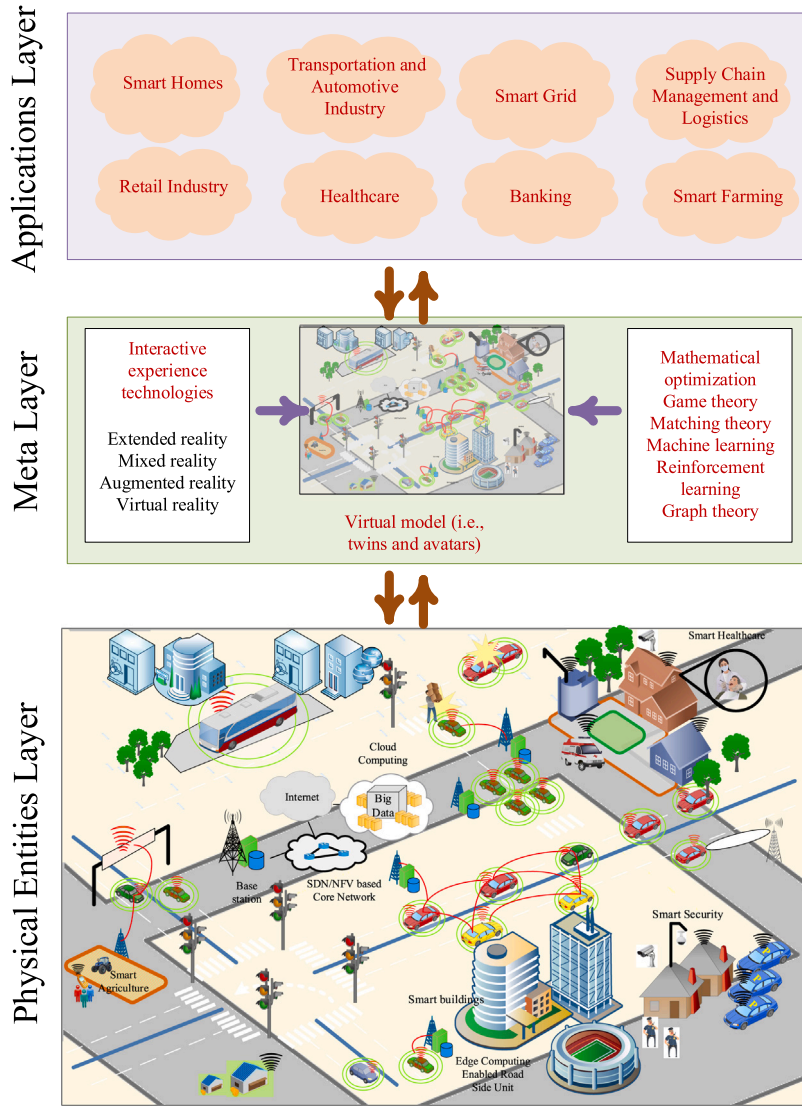 Applications Layer
Smart Homes
Transportation and
Automotive
Industry
Smart Grid
Supply Chain
Management and
Logistics
Retail Industry
Healthcare
Banking
Smart Farming
Meta Layer
Interactive
experience
technologies
Extended reality
Mixed reality
Augmented reality
Virtual reality
Virtual model (i.e.,
twins and avatars)
Mathematical
optimization
Game theory
Matching theory
Machine learning
Reinforcement
learning
Graph theory
Physical Entities Layer
Smart Healthcare
Cloud
Computing
Internet
Big
Data
Base
station
SDN/NFV based
Core Network
Smart
Agriculture
Smart Security
Smart buildings
Edge Computing
Enabled Road
Side Unit